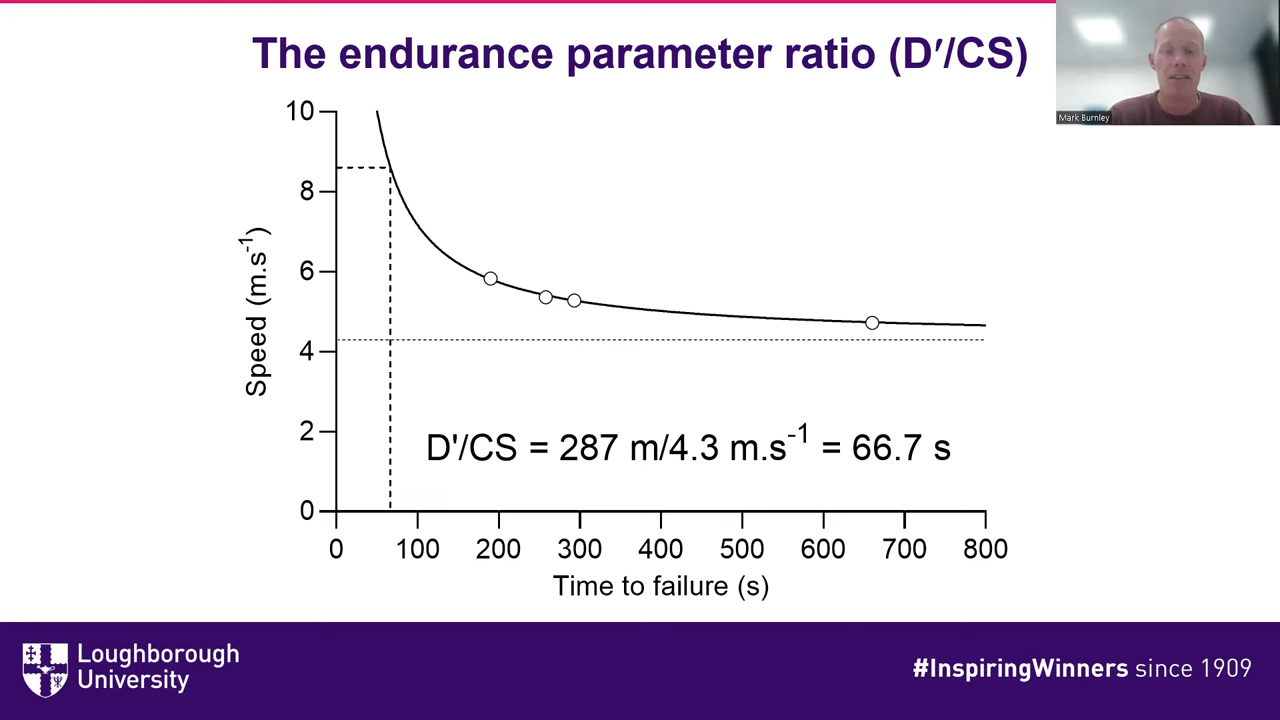 The endurance parameter ratio (D′/CS)
Mark Burnley
10
8
6
4
2
0
Speed (m.s⁻¹)
D'/CS = 287 m/4.3 m.s⁻¹ = 66.7 s
0 100 200 300 400 500 600 700 800
Time to failure (s)
Loughborough
University
#InspiringWinners since 1909